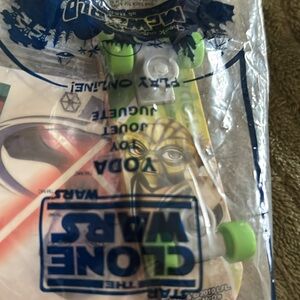 STAR
THE
CLONE
WARS
WARS
YODA
TOY
JOUET
JUGUETE
PLAY ONLINE!